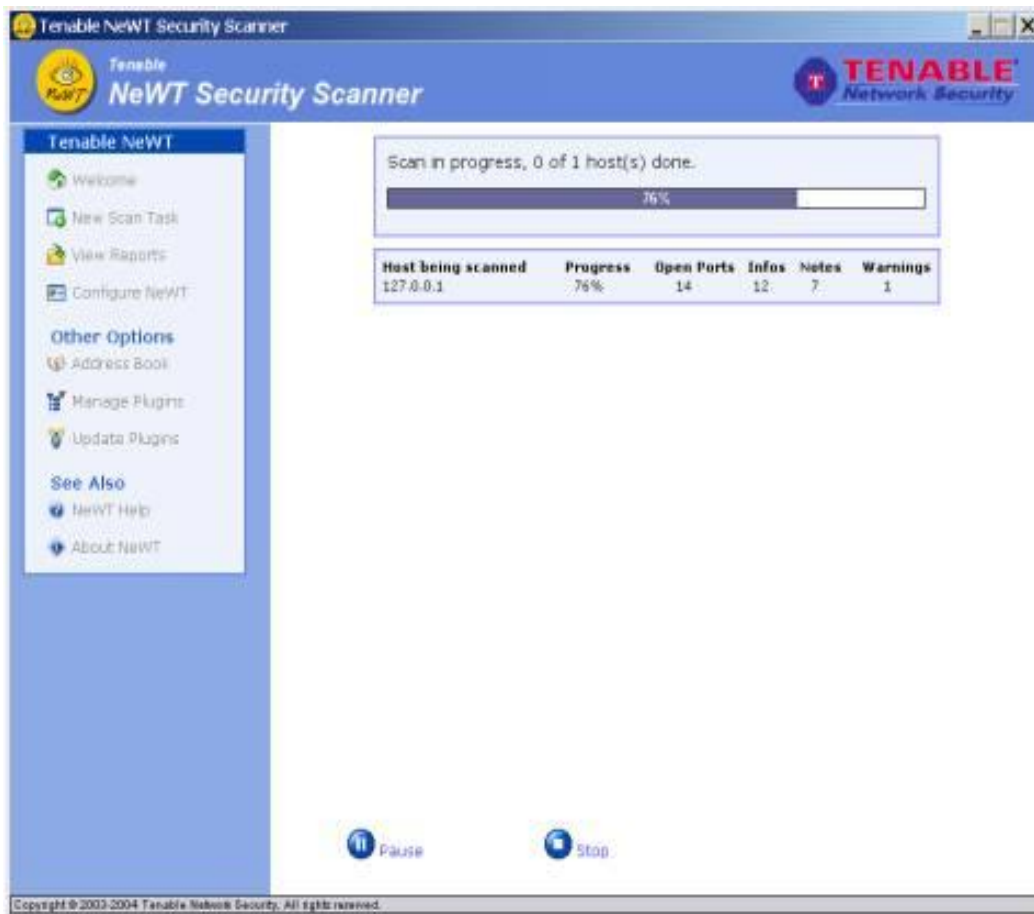 Tenable NeWT Security Scanner
Tenable
NeWT Security Scanner
NeWT
T
TENABLE
Network Security
Tenable NeWT
Welcome
New Scan Task
View Reports
Configure NeWT
Other Options
Address Book
Manage Plugins
Update Plugins
See Also
NeWT Help
About NeWT
Scan in progress, 0 of 1 host(s) done.
76%
Host being scanned Progress Open Ports Infos Notes Warnings
127.0.0.1 76% 14 12 7 1
Pause
Stop
Copyright © 2003-2004 Tenable Network Security, All rights reserved.